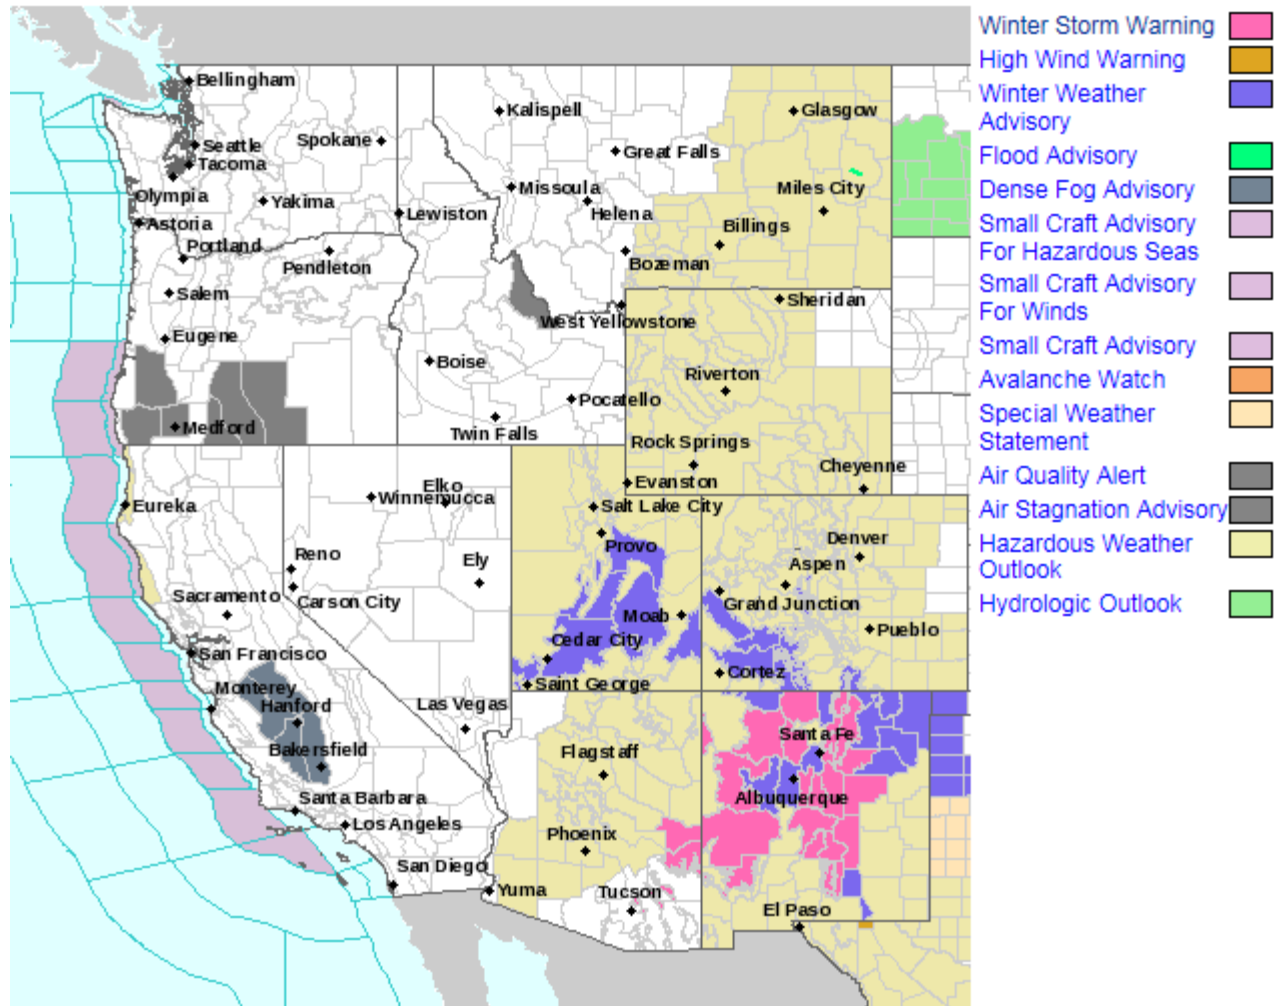 Winter Storm Warning
High Wind Warning
Winter Weather
Advisory
Flood Advisory
Dense Fog Advisory
Small Craft Advisory
For Hazardous Seas
Small Craft Advisory
For Winds
Small Craft Advisory
Avalanche Watch
Special Weather
Statement
Air Quality Alert
Air Stagnation Advisory
Hazardous Weather
Outlook
Hydrologic Outlook
Bellingham
Kalispell
Glasgow
Seattle
Spokane
Great Falls
Tacoma
Olympia
Yakima
Missoula
Miles City
Astoria
Lewiston
Helena
Billings
Portland
Pendleton
Bozeman
Salem
Sheridan
West Yellowstone
Eugene
Boise
Riverton
Pocatello
Medford
Twin Falls
Rock Springs
Cheyenne
Evanston
Elko
Winnemucca
Eureka
Salt Lake City
Denver
Provo
Reno
Ely
Aspen
Sacramento
Carson City
Grand Junction
Moab
Pueblo
San Francisco
Cedar City
Cortez
Monterey
Saint George
Hanford
Las Vegas
Santa Fe
Bakersfield
Flagstaff
Santa Barbara
Albuquerque
Los Angeles
Phoenix
San Diego
Yuma
Tucson
El Paso